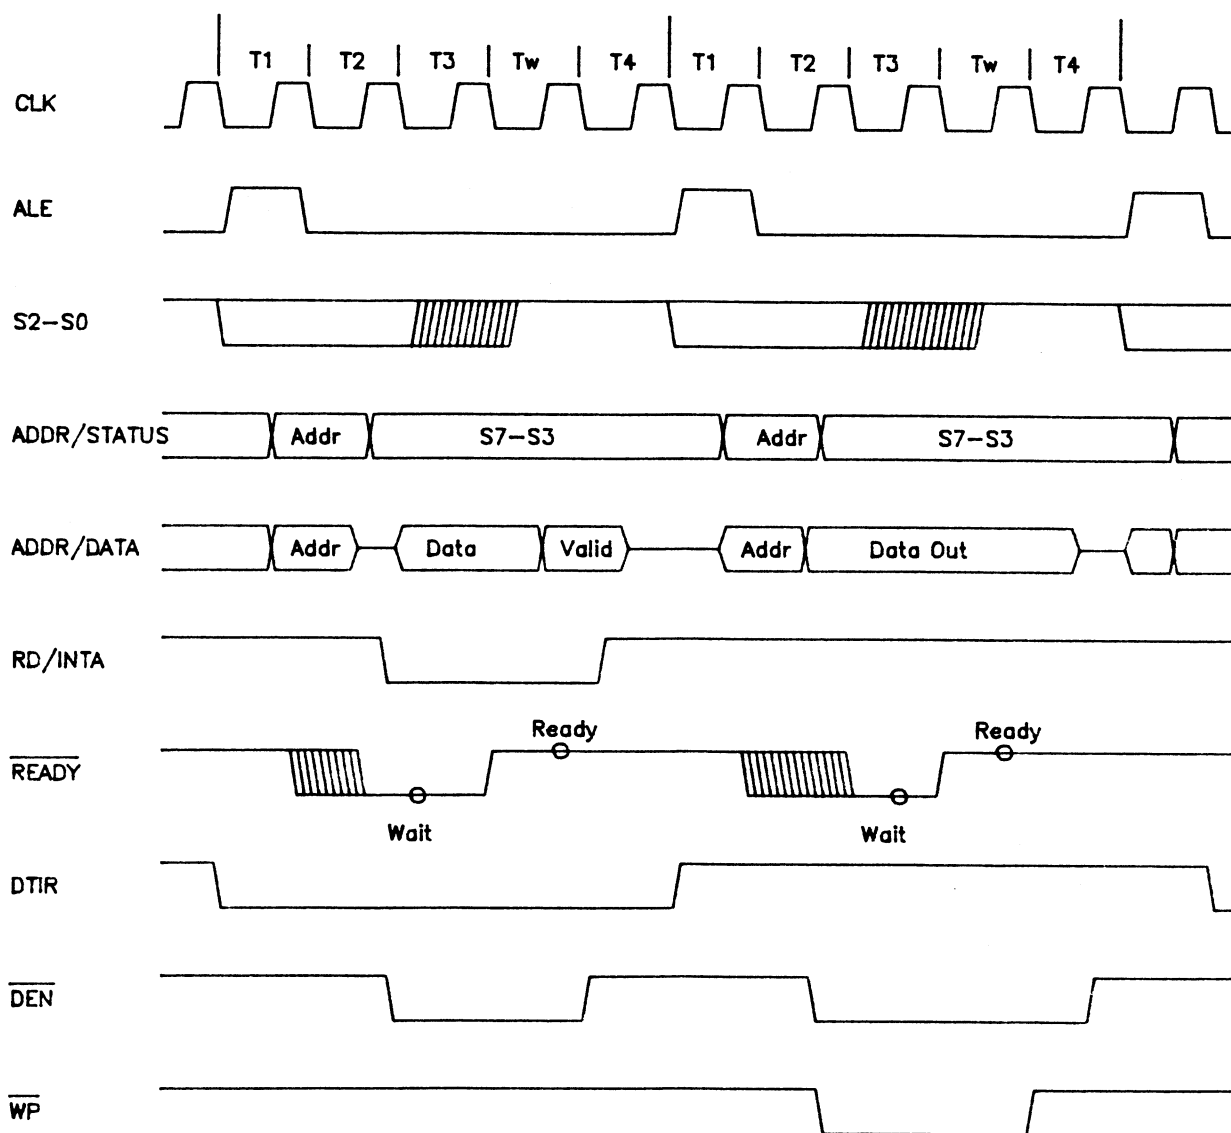 T1 T2 T3 Tw T4 T1 T2 T3 Tw T4
CLK
ALE
S2-S0
ADDR/STATUS Addr S7-S3 Addr S7-S3
ADDR/DATA Addr Data Valid Addr Data Out
RD/INTA
Ready Ready
READY
Wait Wait
DTIR
DEN
WP